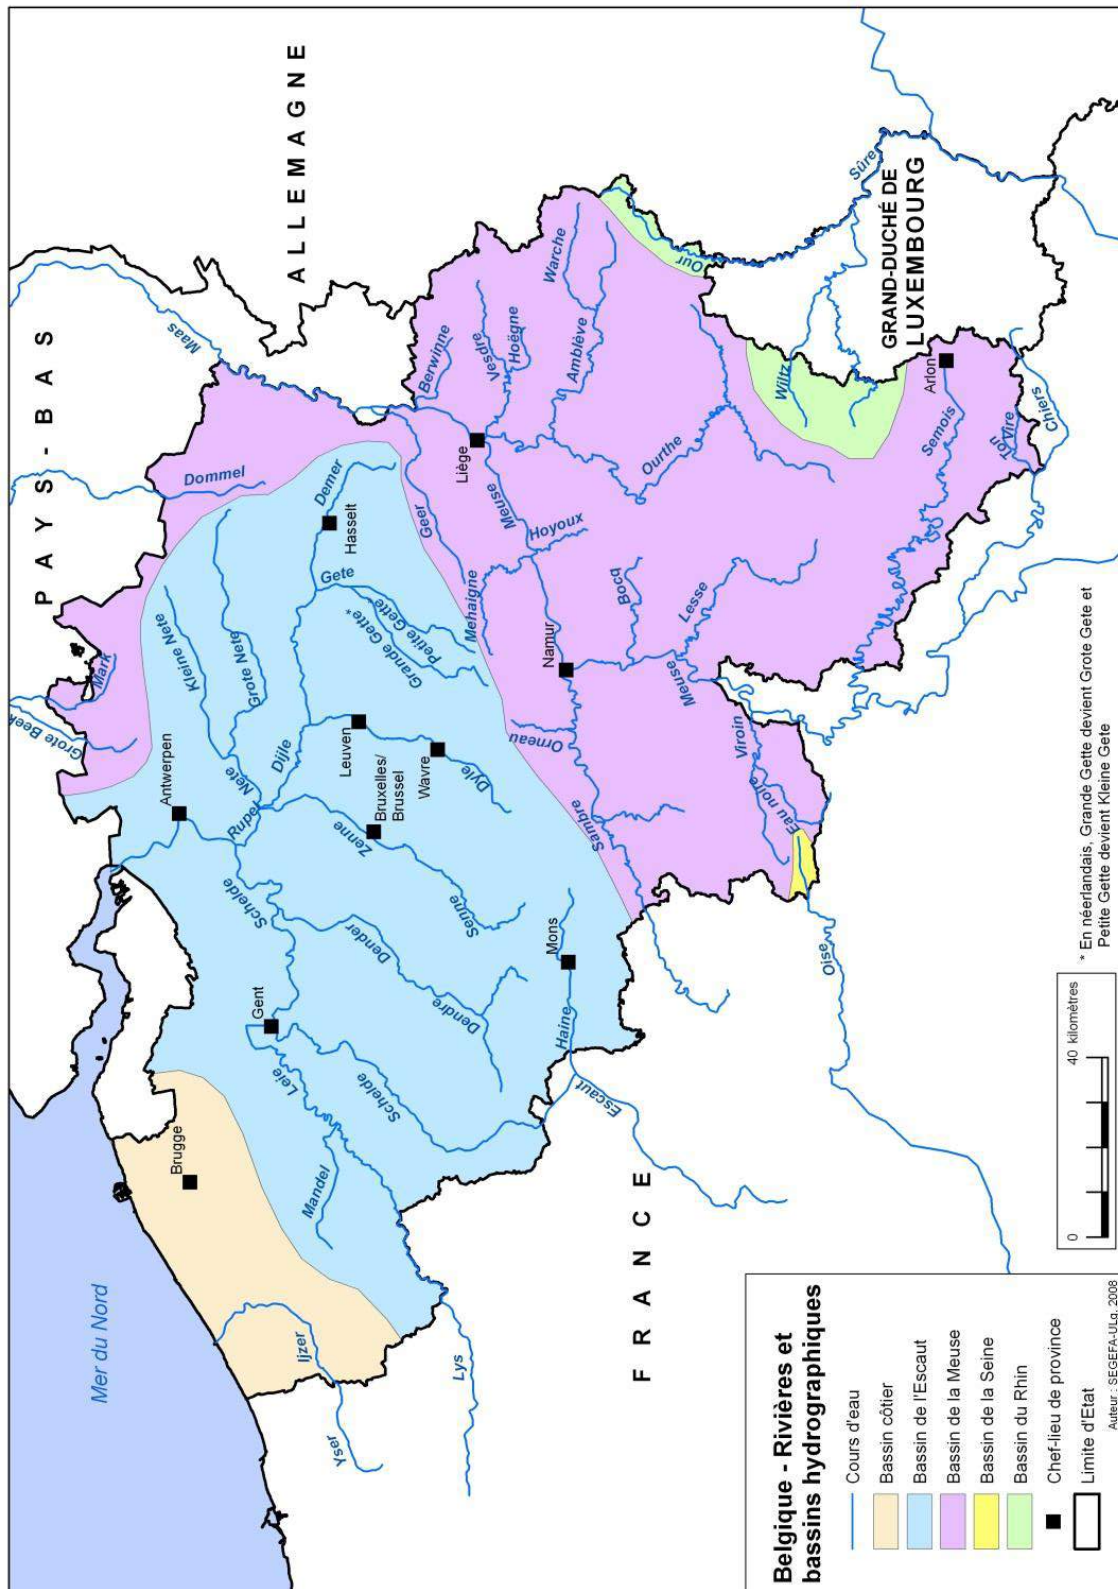 PAYS-BAS
ALLEMAGNE
Mer du Nord
FRANCE
GRAND-DUCHÉ DE
LUXEMBOURG
Grote Beek
Mark
Dommel
Maas
Brugge
Antwerpen
Kleine Nete
Grote Nete
Nete
Rupel
Schelde
Gent
Leie
Mandel
Ijzer
Yser
Lys
Schelde
Dender
Dendre
Zenne
Senne
Dijle
Leuven
Bruxelles/
Brussel
Wavre
Dyle
Demer
Hasselt
Gete
Grande Gette*
Petite Gette*
Geer
Berwinne
Vesdre
Hoëgne
Warche
Amblève
Liège
Meuse
Hoyoux
Mehaigne
Ourthe
Our
Sûre
Wiltz
Namur
Bocq
Lesse
Meuse
Orneau
Sambre
Mons
Haine
Escaut
Viroin
Eau noire
Oise
Semois
Arlon
Ton
Vire
Chiers
* En néerlandais, Grande Gette devient Grote Gete et
Petite Gette devient Kleine Gete
0 40 kilomètres
Belgique - Rivières et
bassins hydrographiques
Cours d'eau
Bassin côtier
Bassin de l'Escaut
Bassin de la Meuse
Bassin de la Seine
Bassin du Rhin
Chef-lieu de province
Limite d'Etat
Auteur : SEGEFA-ULg, 2008